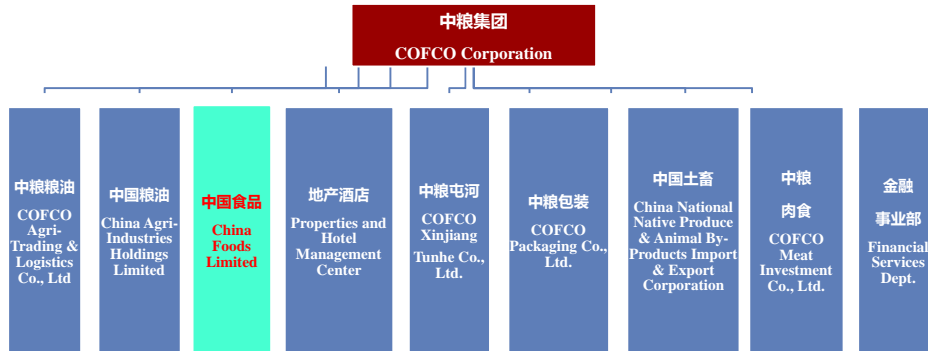 中粮集团
COFCO Corporation
中粮粮油
COFCO
Agri-
Trading &
Logistics
Co., Ltd
中国粮油
China Agri-
Industries
Holdings
Limited
中国食品
China
Foods
Limited
地产酒店
Properties and
Hotel
Management
Center
中粮屯河
COFCO
Xinjiang
Tunhe Co.,
Ltd.
中粮包装
COFCO
Packaging Co.,
Ltd.
中国土畜
China National
Native Produce
& Animal By-
Products Import
& Export
Corporation
中粮
肉食
COFCO
Meat
Investment
Co., Ltd.
金融
事业部
Financial
Services
Dept.